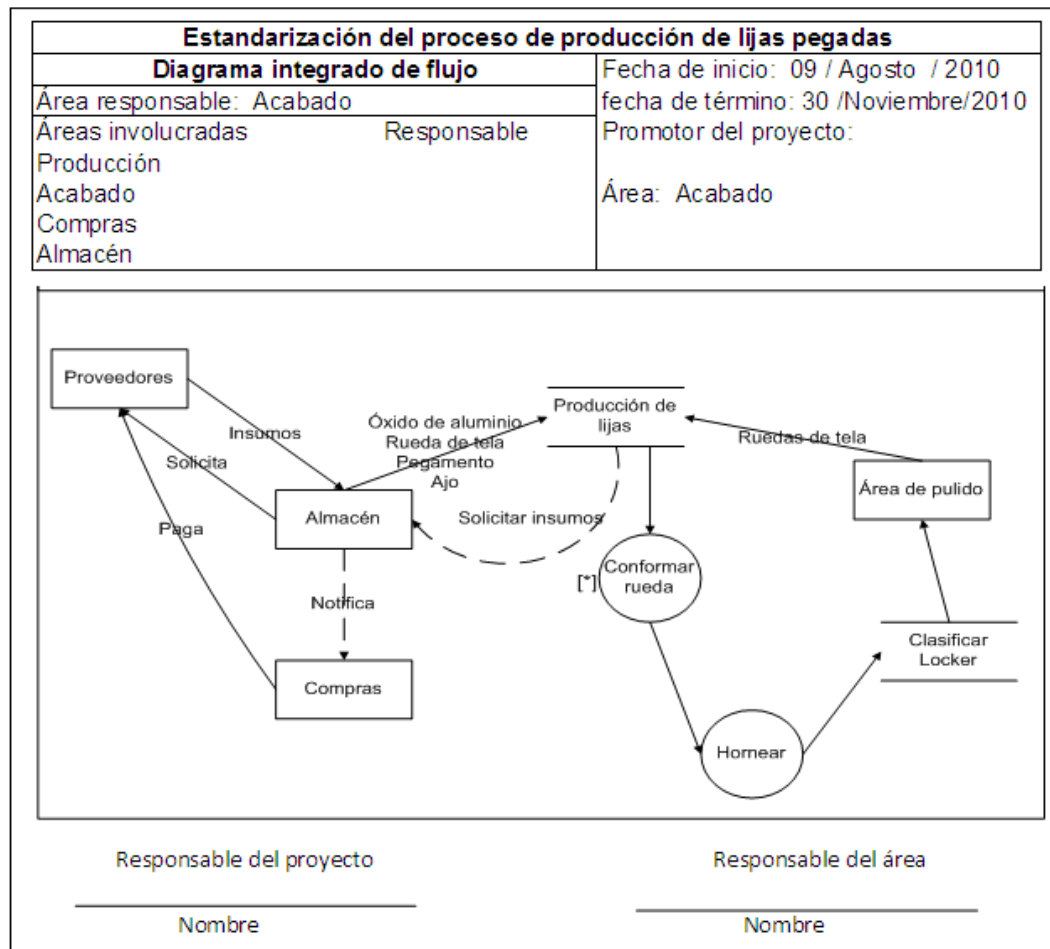 Estandarización del proceso de producción de lijas pegadas
Diagrama integrado de flujo
Fecha de inicio: 09 / Agosto / 2010
Área responsable: Acabado
fecha de término: 30 /Noviembre/2010
Áreas involucradas Responsable
Promotor del proyecto:
Producción
Acabado
Área: Acabado
Compras
Almacén
Proveedores
Insumos
Solicita
Paga
Óxido de aluminio
Rueda de tela
Pegamento
Ajo
Producción de
lijas
Ruedas de tela
Área de pulido
Almacén
Solicitar insumos
Notifica
[*]
Conformar
rueda
Clasificar
Locker
Compras
Hornear
Responsable del proyecto
Responsable del área
Nombre
Nombre